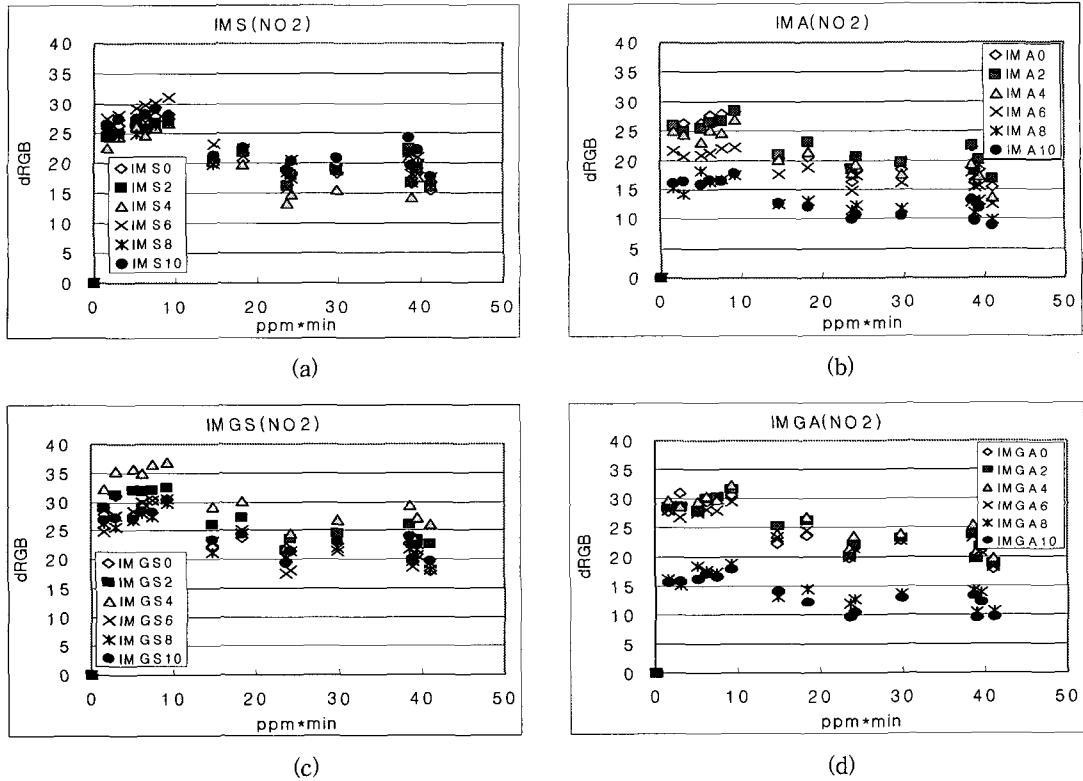 IMS(NO2)
40
35
30
25
20
15
10
5
0
dRGB
IMS0
IMS2
IMS4
IMS6
IMS8
IMS10
0 10 20 30 40 50
ppm*min
(a)
IMA(NO2)
40
35
30
25
20
15
10
5
0
dRGB
IMA0
IMA2
IMA4
IMA6
IMA8
IMA10
0 10 20 30 40 50
ppm*min
(b)
IMGS(NO2)
40
35
30
25
20
15
10
5
0
dRGB
IMGS0
IMGS2
IMGS4
IMGS6
IMGS8
IMGS10
0 10 20 30 40 50
ppm*min
(c)
IMGA(NO2)
40
35
30
25
20
15
10
5
0
dRGB
IMGA0
IMGA2
IMGA4
IMGA6
IMGA8
IMGA10
0 10 20 30 40 50
ppm*min
(d)